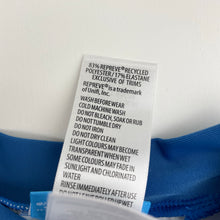 83% REPREVE® RECYCLED
POLYESTER / 17% ELASTANE
EXCLUSIVE OF TRIMS
REPREVE® is a trademark
of Unifi, Inc.
WASH BEFORE WEAR
COLD MACHINE WASH
DO NOT BLEACH, SOAK OR RUB
DO NOT TUMBLE DRY
DO NOT IRON
DO NOT DRY CLEAN
LIGHT COLOURS MAY BECOME
TRANSPARENT WHEN WET
SOME COLOURS MAY FADE IN
SUNLIGHT AND CHLORINATED
WATER
RINSE IMMEDIATELY AFTER
USE